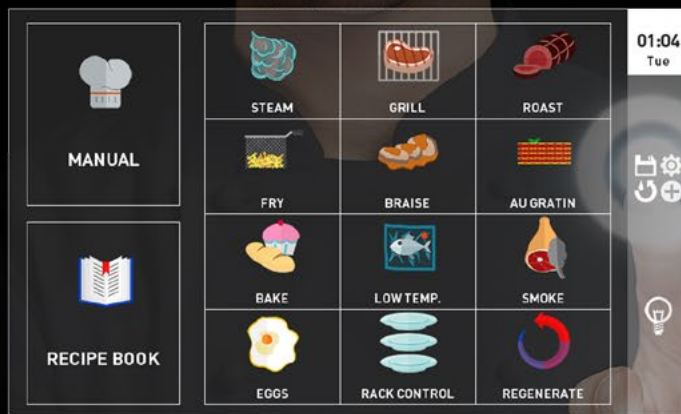 MANUAL
RECIPE BOOK
STEAM
GRILL
ROAST
FRY
BRAISE
AU GRATIN
BAKE
LOW TEMP.
SMOKE
EGGS
RACK CONTROL
REGENERATE
01:04
Tue